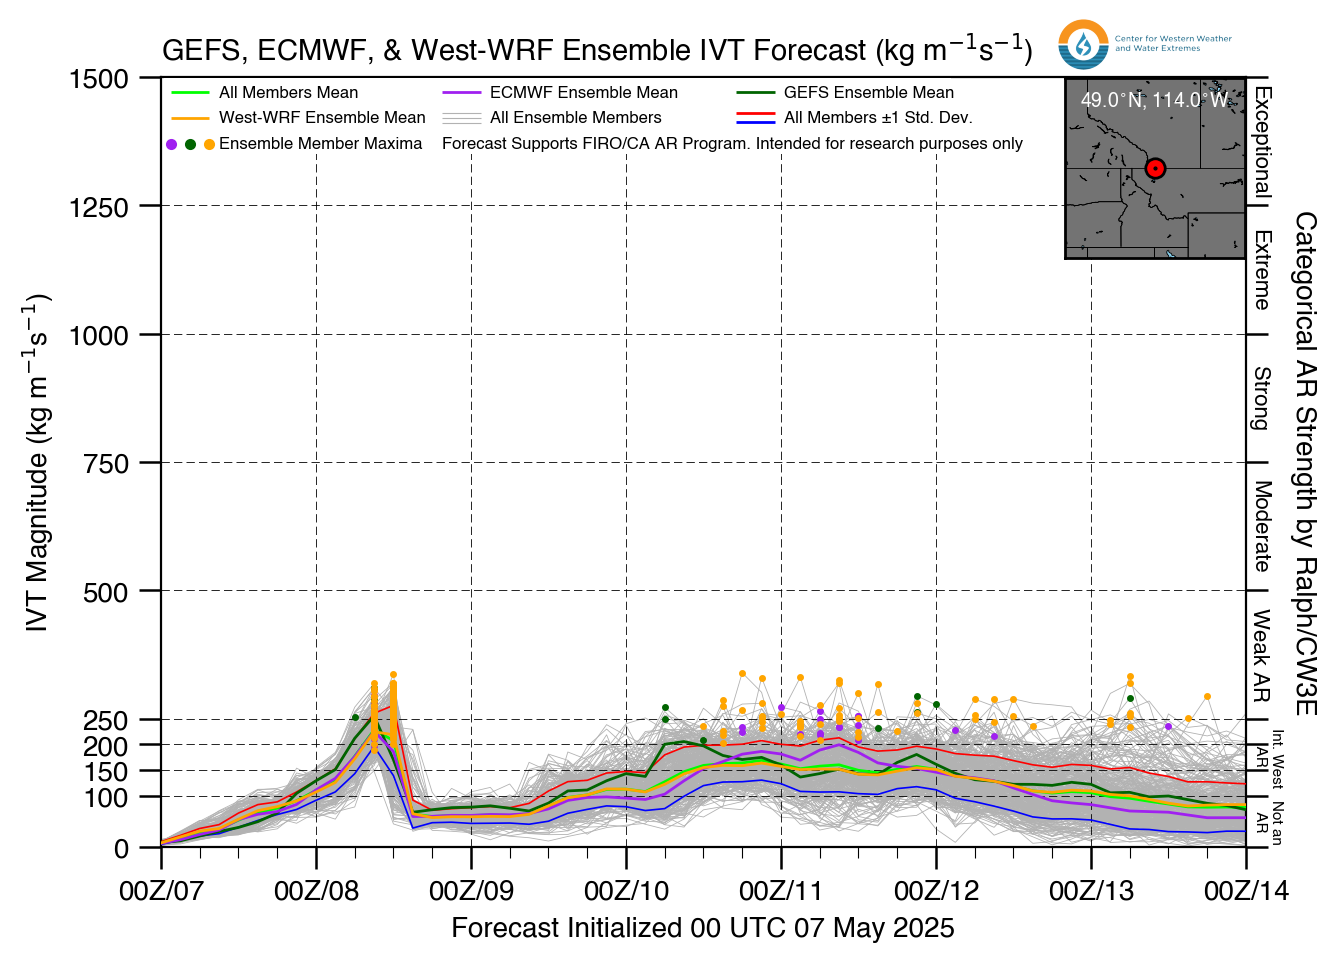 GEFS, ECMWF, & West-WRF Ensemble IVT Forecast (kg m⁻¹s⁻¹)
Center for Western Weather
and Water Extremes
All Members Mean
ECMWF Ensemble Mean
GEFS Ensemble Mean
West-WRF Ensemble Mean
All Ensemble Members
All Members ±1 Std. Dev.
Ensemble Member Maxima
Forecast Supports FIRO/CA AR Program. Intended for research purposes only
49.0°N, 114.0°W
IVT Magnitude (kg m⁻¹s⁻¹)
1500
1250
1000
750
500
250
200
150
100
0
Exceptional
Extreme
Strong
Moderate
Weak AR
Int. West
AR
Not an
AR
Categorical AR Strength by Ralph/CW3E
00Z/07
00Z/08
00Z/09
00Z/10
00Z/11
00Z/12
00Z/13
00Z/14
Forecast Initialized 00 UTC 07 May 2025